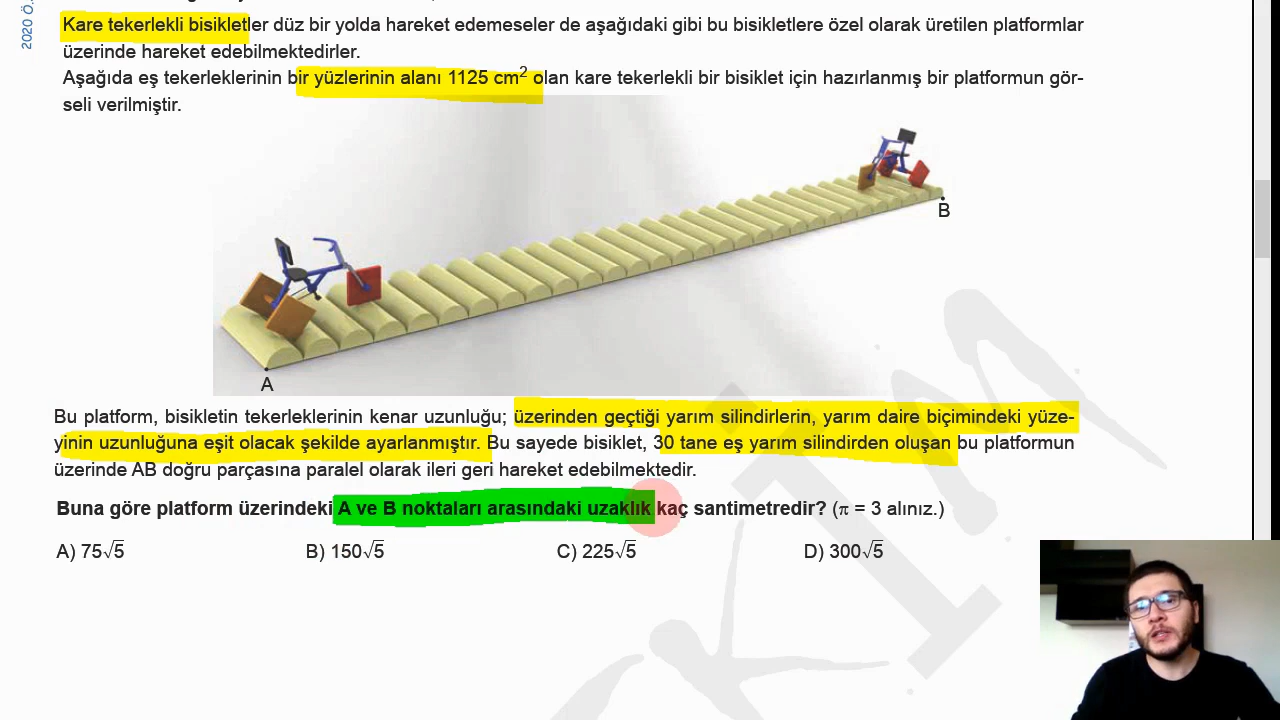 2020 Ö.
Kare tekerlekli bisikletler düz bir yolda hareket edemeseler de aşağıdaki gibi bu bisikletlere özel olarak üretilen platformlar
üzerinde hareket edebilmektedirler.
Aşağıda eş tekerleklerinin bir yüzlerinin alanı 1125 cm² olan kare tekerlekli bir bisiklet için hazırlanmış bir platformun gör-
seli verilmiştir.
B
A
Bu platform, bisikletin tekerleklerinin kenar uzunluğu; üzerinden geçtiği yarım silindirlerin, yarım daire biçimindeki yüze-
yinin uzunluğuna eşit olacak şekilde ayarlanmıştır. Bu sayede bisiklet, 30 tane eş yarım silindirden oluşan bu platformun
üzerinde AB doğru parçasına paralel olarak ileri geri hareket edebilmektedir.
Buna göre platform üzerindeki A ve B noktaları arasındaki uzaklık kaç santimetredir? (π = 3 alınız.)
A) 75√5 B) 150√5 C) 225√5 D) 300√5